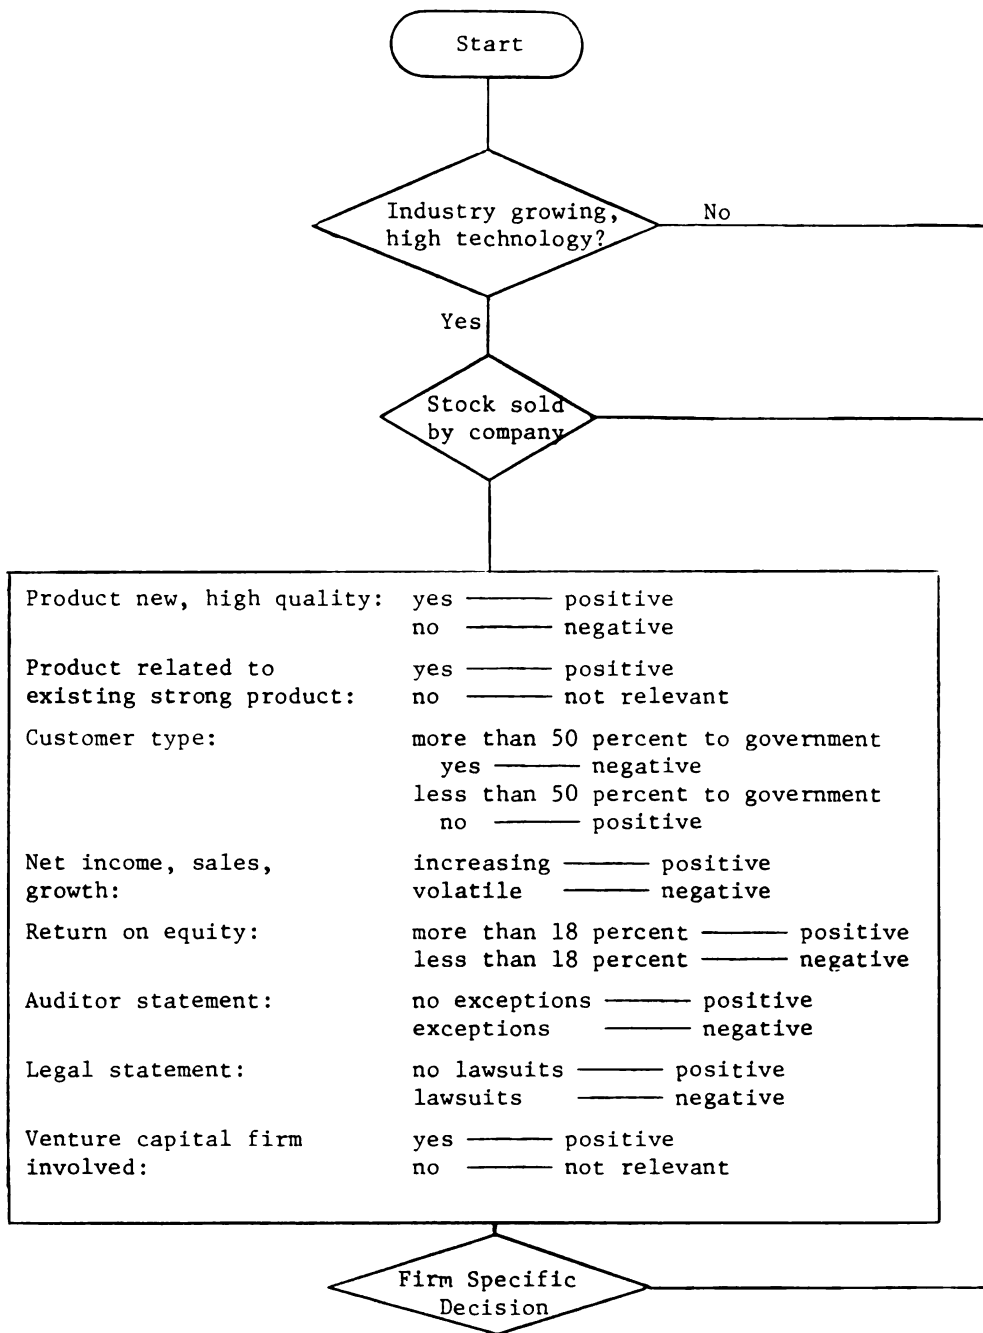 Start
Industry growing,
high technology?
No
Yes
Stock sold
by company
Product new, high quality: yes positive
no negative
Product related to yes positive
existing strong product: no not relevant
Customer type: more than 50 percent to government
yes negative
less than 50 percent to government
no positive
Net income, sales, increasing positive
growth: volatile negative
Return on equity: more than 18 percent positive
less than 18 percent negative
Auditor statement: no exceptions positive
exceptions negative
Legal statement: no lawsuits positive
lawsuits negative
Venture capital firm yes positive
involved: no not relevant
Firm Specific
Decision